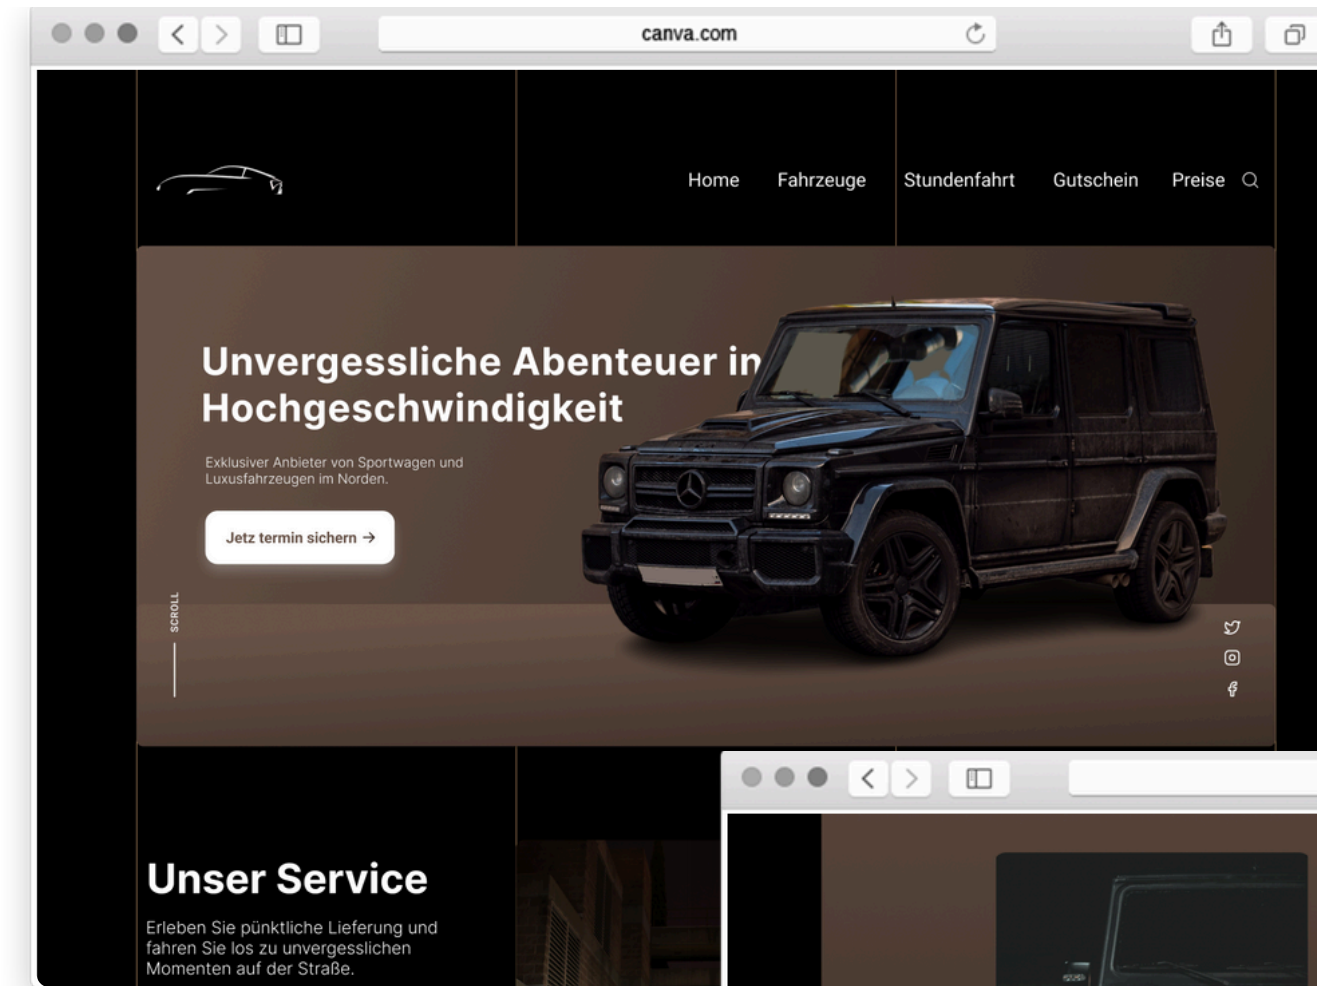 canva.com
Home Fahrzeuge Stundenfahrt Gutschein Preise
Unvergessliche Abenteuer in
Hochgeschwindigkeit
Exklusiver Anbieter von Sportwagen und
Luxusfahrzeugen im Norden.
Jetz termin sichern →
SCROLL
Unser Service
Erleben Sie pünktliche Lieferung und
fahren Sie los zu unvergesslichen
Momenten auf der Straße.